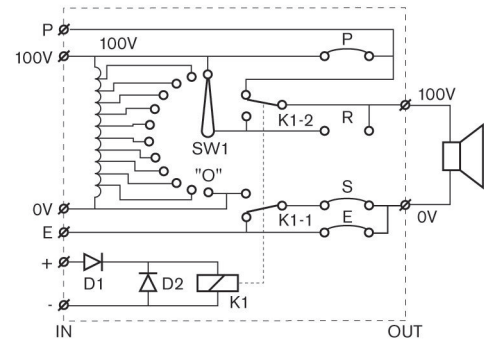 P
100V
100V
P
100V
K1-2
R
SW1
"O"
S
0V
K1-1
0V
E
E
+
D1
D2
K1
-
IN
OUT